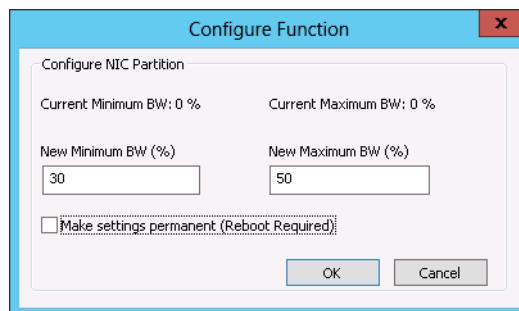 Configure Function
x
Configure NIC Partition
Current Minimum BW: 0 % Current Maximum BW: 0 %
New Minimum BW (%) New Maximum BW (%)
30 50
Make settings permanent (Reboot Required)
OK Cancel